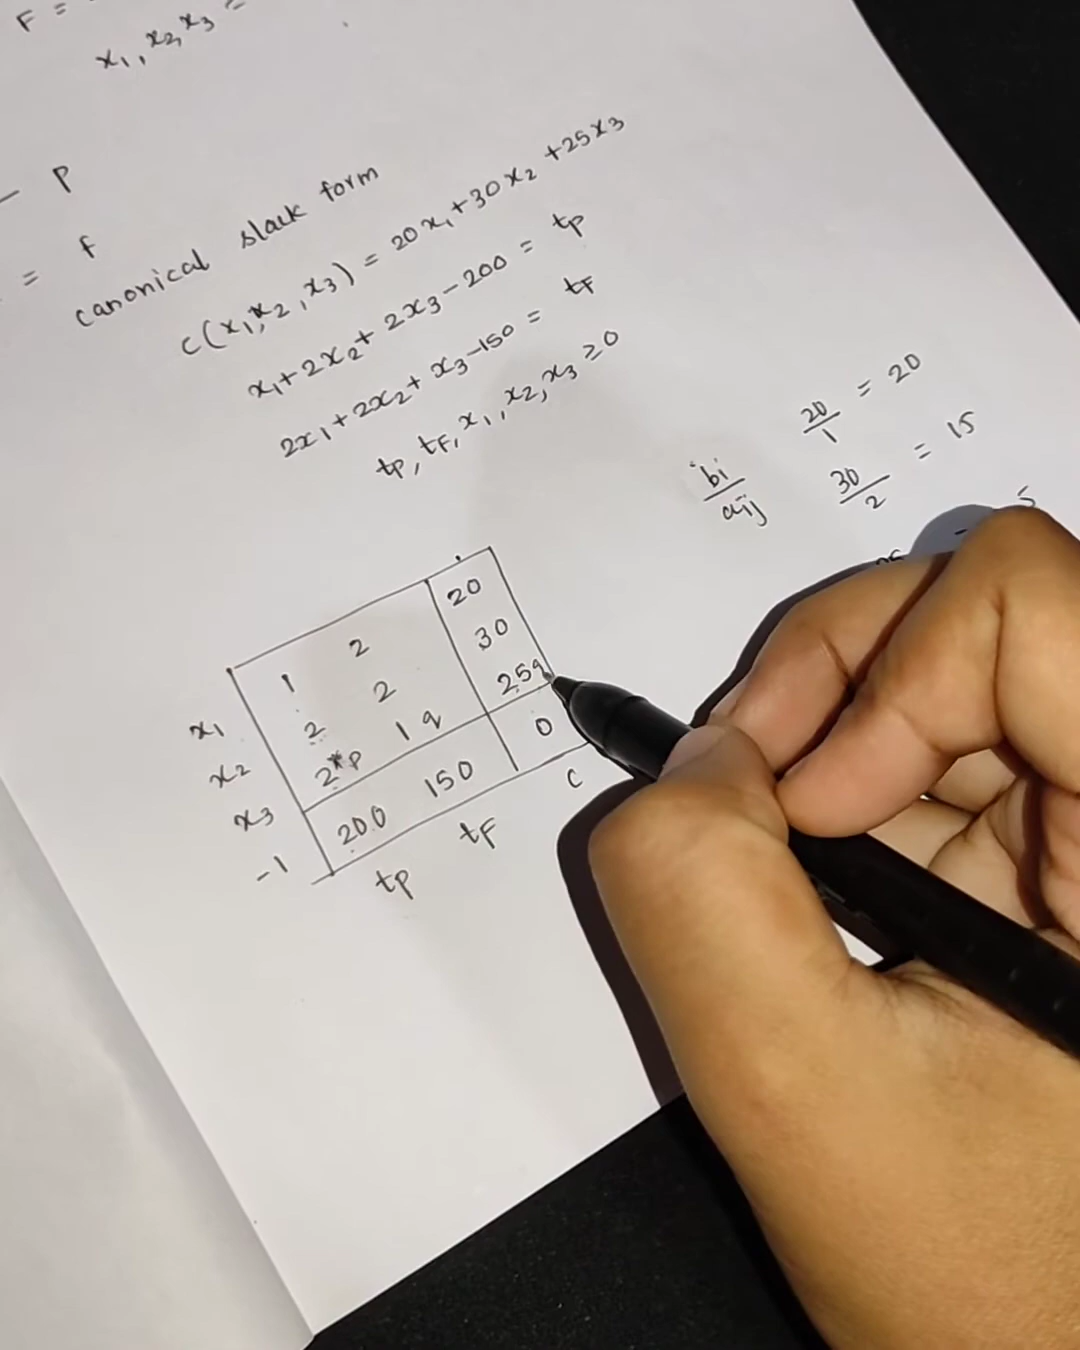 F =
x₁, x₂, x₃ =
- P
= f
canonical slack form
c(x₁, x₂, x₃) = 20x₁ + 30x₂ + 25x₃
x₁ + 2x₂ + 2x₃ - 200 = tp
2x₁ + 2x₂ + x₃ - 150 = tF
tp, tF, x₁, x₂, x₃ ≥ 0
bi/aij 20/1 = 20
30/2 = 15
x₁ 1 2 20
x₂ 2 2 30
x₃ 2*p 1 q 25q
-1 200 150 0
tp tF c